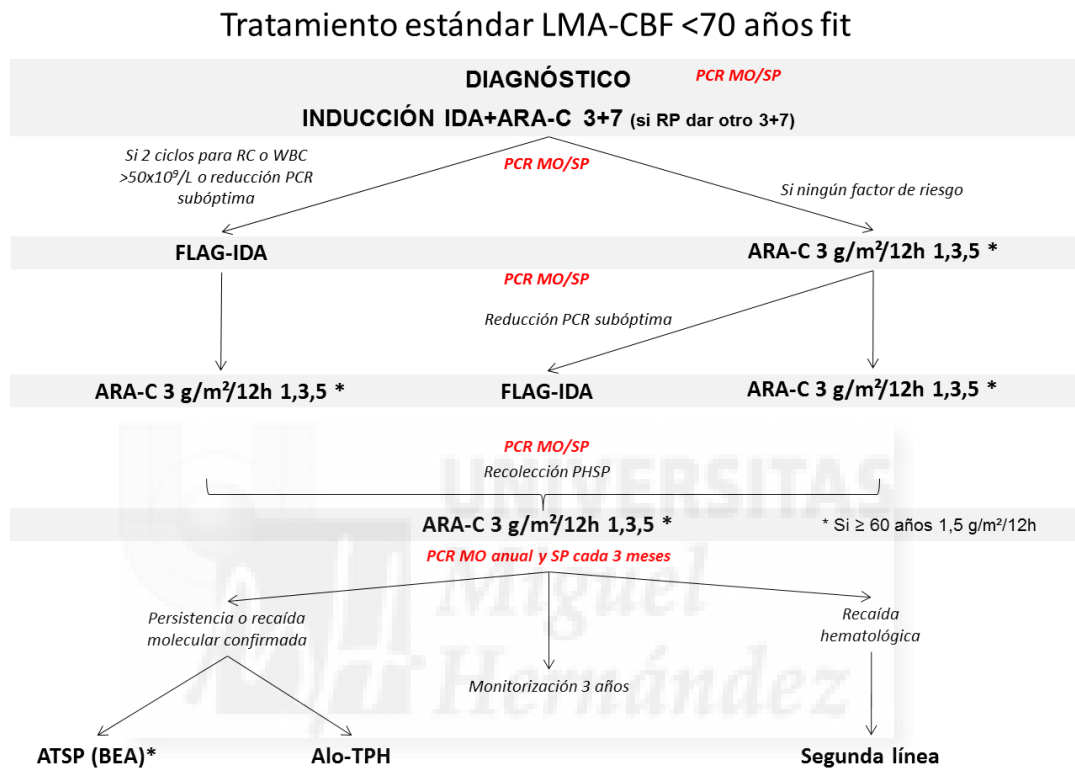 Tratamiento estándar LMA-CBF <70 años fit
DIAGNÓSTICO PCR MO/SP
INDUCCIÓN IDA+ARA-C 3+7 (si RP dar otro 3+7)
Si 2 ciclos para RC o WBC
>50x10⁹/L o reducción PCR
subóptima
PCR MO/SP
Si ningún factor de riesgo
FLAG-IDA
ARA-C 3 g/m²/12h 1,3,5 *
PCR MO/SP
Reducción PCR subóptima
ARA-C 3 g/m²/12h 1,3,5 *
FLAG-IDA
ARA-C 3 g/m²/12h 1,3,5 *
PCR MO/SP
Recolección PHSP
UNIVERSITAS
ARA-C 3 g/m²/12h 1,3,5 *
* Si ≥ 60 años 1,5 g/m²/12h
PCR MO anual y SP cada 3 meses
Miguel
Hernández
Persistencia o recaída
molecular confirmada
Recaída
hematológica
Monitorización 3 años
ATSP (BEA)*
Alo-TPH
Segunda línea